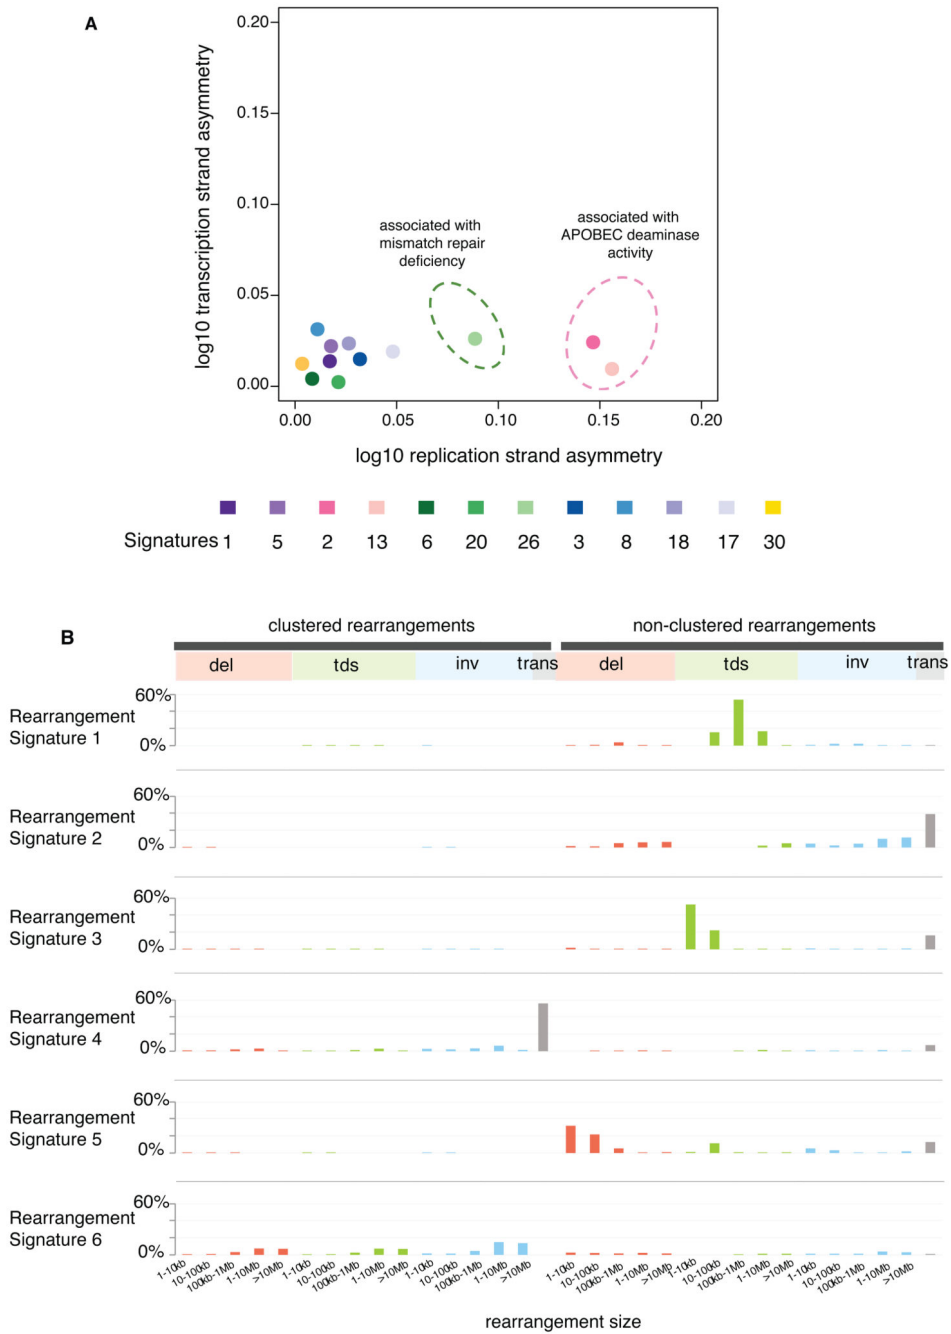 A
log10 transcription strand asymmetry
0.20
0.15
0.10
0.05
0.00
associated with
mismatch repair
deficiency
associated with
APOBEC deaminase
activity
0.00 0.05 0.10 0.15 0.20
log10 replication strand asymmetry
Signatures 1 5 2 13 6 20 26 3 8 18 17 30
B
clustered rearrangements non-clustered rearrangements
del tds inv trans del tds inv trans
60%
Rearrangement
Signature 1
0%
60%
Rearrangement
Signature 2
0%
60%
Rearrangement
Signature 3
0%
60%
Rearrangement
Signature 4
0%
60%
Rearrangement
Signature 5
0%
60%
Rearrangement
Signature 6
0%
1-10kb 10-100kb 100kb-1Mb 1-10Mb >10Mb 1-10kb 10-100kb 100kb-1Mb 1-10Mb >10Mb 1-10kb 10-100kb 100kb-1Mb 1-10Mb >10Mb 1-10kb 10-100kb 100kb-1Mb 1-10Mb >10Mb 1-10kb 10-100kb 100kb-1Mb 1-10Mb >10Mb 1-10kb 10-100kb 100kb-1Mb 1-10Mb >10Mb
rearrangement size